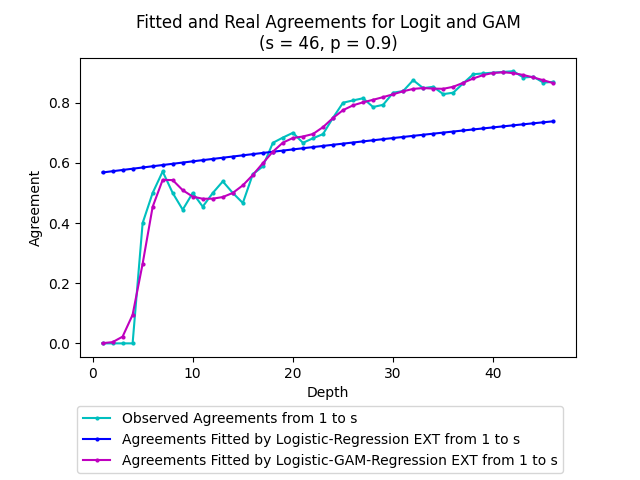 Fitted and Real Agreements for Logit and GAM
(s = 46, p = 0.9)
Agreement
0.8
0.6
0.4
0.2
0.0
0 10 20 30 40
Depth
Observed Agreements from 1 to s
Agreements Fitted by Logistic-Regression EXT from 1 to s
Agreements Fitted by Logistic-GAM-Regression EXT from 1 to s